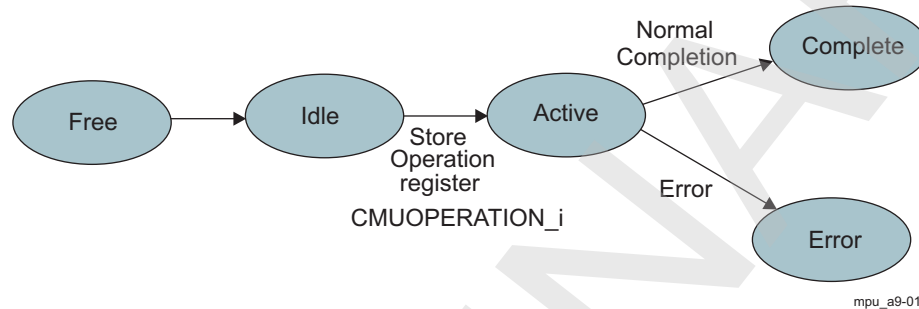 Normal
Completion
Complete
Free
Idle
Active
Store
Operation
register
CMUOPERATION_i
Error
Error
mpu_a9-01